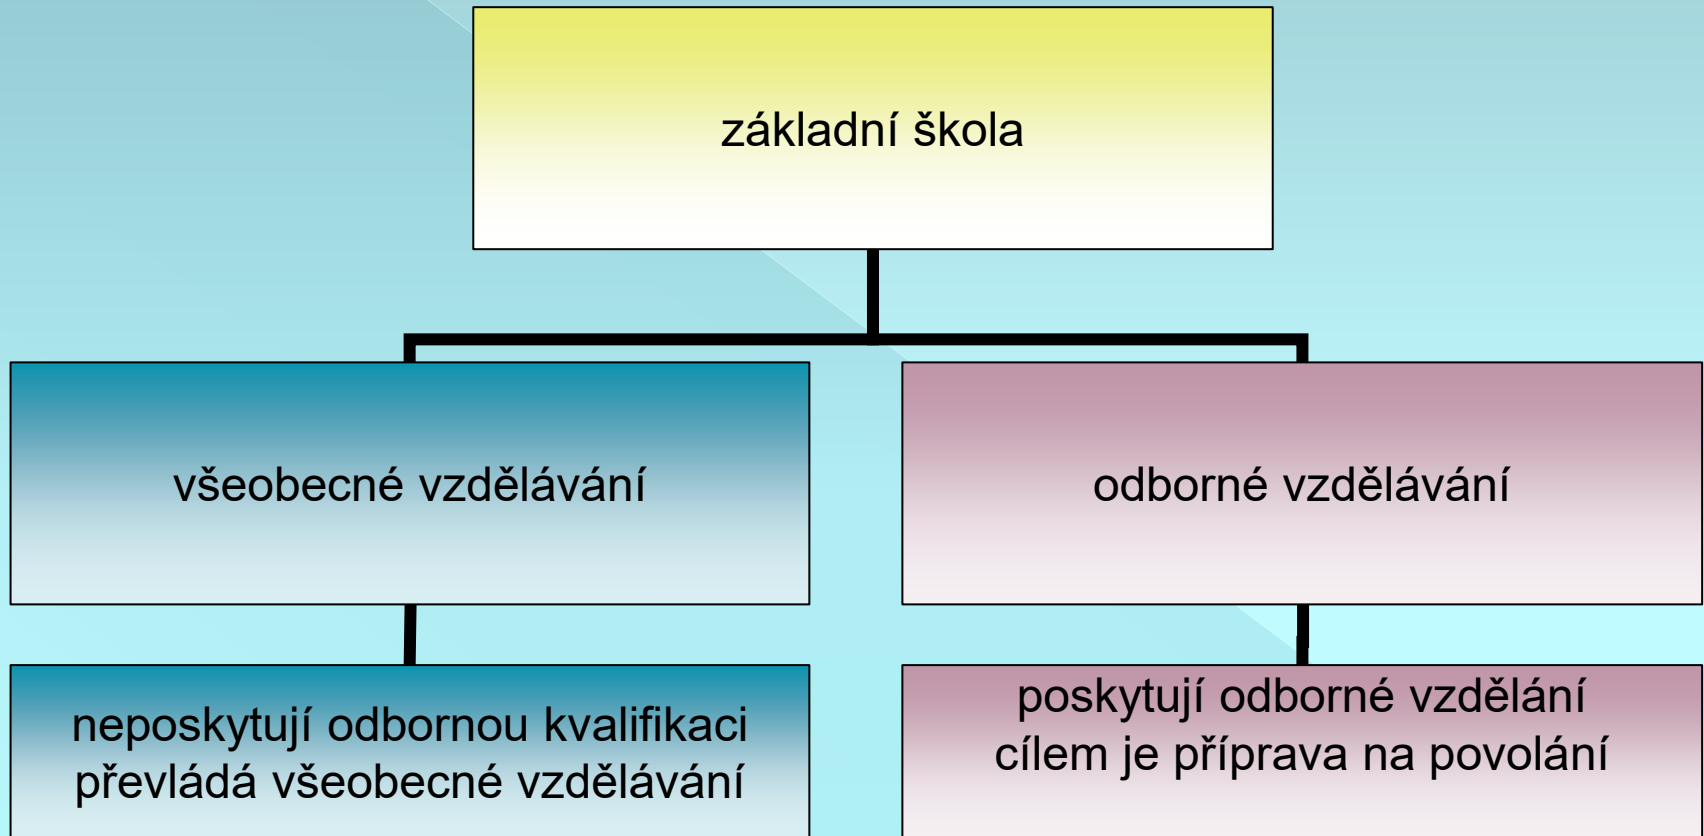 základní škola
všeobecné vzdělávání
odborné vzdělávání
neposkytují odbornou kvalifikaci
převládá všeobecné vzdělávání
poskytují odborné vzdělání
cílem je příprava na povolání